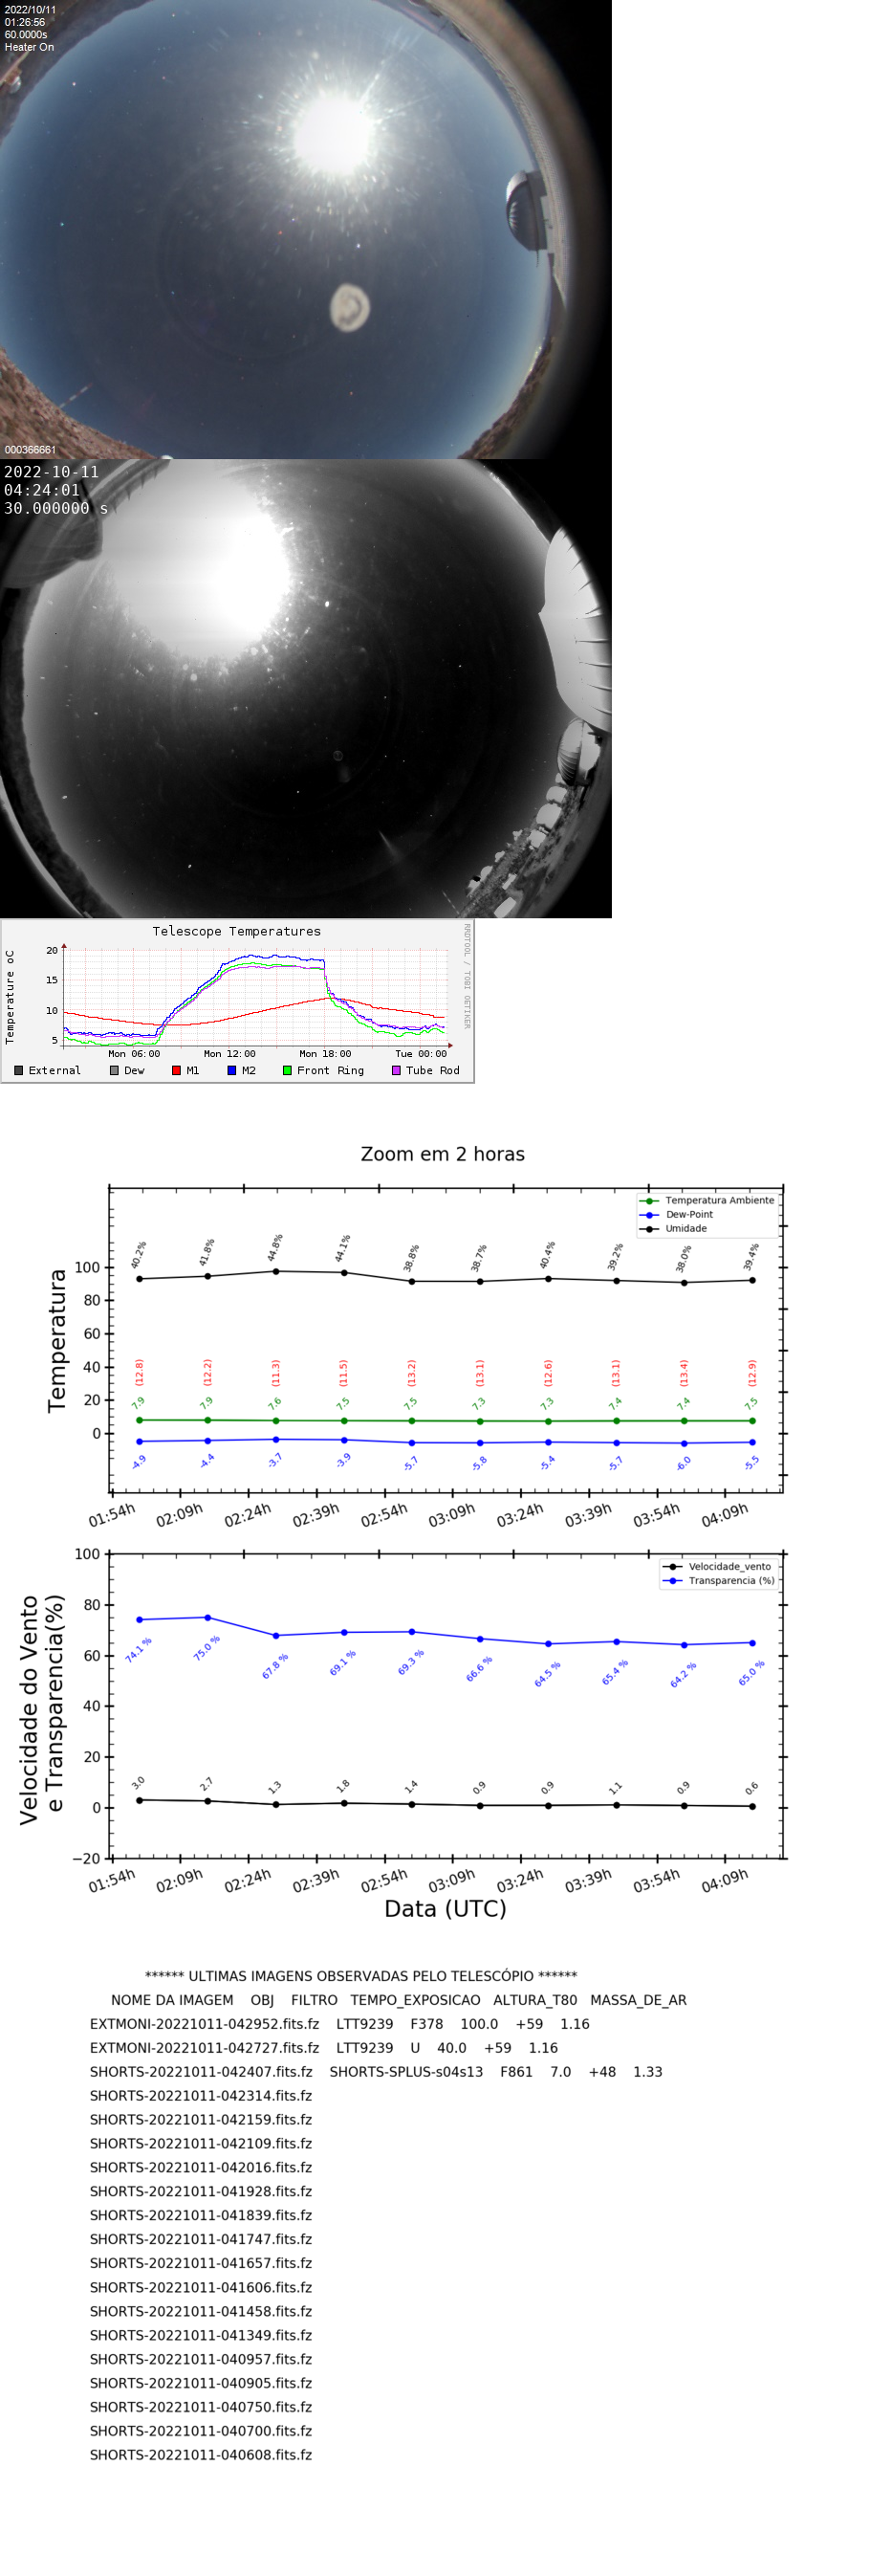 2022/10/11
01:26:56
60.0000s
Heater On
000366661
2022-10-11
04:24:01
30.000000 s
Telescope Temperatures
RRDTOOL / TOBI OETIKER
Temperature oC
20
15
10
5
Mon 06:00 Mon 12:00 Mon 18:00 Tue 00:00
External Dew M1 M2 Front Ring Tube Rod
Zoom em 2 horas
Temperatura Ambiente
Dew-Point
Umidade
Temperatura
100
80
60
40
20
0
40.2% 41.8% 44.8% 44.1% 38.8% 38.7% 40.4% 39.2% 38.0% 39.4%
(12.8) (12.2) (11.3) (11.5) (13.2) (13.1) (12.6) (13.1) (13.4) (12.9)
7.9 7.9 7.6 7.5 7.5 7.3 7.3 7.4 7.4 7.5
-4.9 -4.4 -3.7 -3.9 -5.7 -5.8 -5.4 -5.7 -6.0 -5.5
01:54h 02:09h 02:24h 02:39h 02:54h 03:09h 03:24h 03:39h 03:54h 04:09h
Velocidade_vento
Transparencia (%)
Velocidade do Vento
e Transparencia(%)
100
80
60
40
20
0
−20
74.1 % 75.0 % 67.8 % 69.1 % 69.3 % 66.6 % 64.5 % 65.4 % 64.2 % 65.0 %
3.0 2.7 1.3 1.8 1.4 0.9 0.9 1.1 0.9 0.6
01:54h 02:09h 02:24h 02:39h 02:54h 03:09h 03:24h 03:39h 03:54h 04:09h
Data (UTC)
****** ULTIMAS IMAGENS OBSERVADAS PELO TELESCÓPIO ******
NOME DA IMAGEM OBJ FILTRO TEMPO_EXPOSICAO ALTURA_T80 MASSA_DE_AR
EXTMONI-20221011-042952.fits.fz LTT9239 F378 100.0 +59 1.16
EXTMONI-20221011-042727.fits.fz LTT9239 U 40.0 +59 1.16
SHORTS-20221011-042407.fits.fz SHORTS-SPLUS-s04s13 F861 7.0 +48 1.33
SHORTS-20221011-042314.fits.fz
SHORTS-20221011-042159.fits.fz
SHORTS-20221011-042109.fits.fz
SHORTS-20221011-042016.fits.fz
SHORTS-20221011-041928.fits.fz
SHORTS-20221011-041839.fits.fz
SHORTS-20221011-041747.fits.fz
SHORTS-20221011-041657.fits.fz
SHORTS-20221011-041606.fits.fz
SHORTS-20221011-041458.fits.fz
SHORTS-20221011-041349.fits.fz
SHORTS-20221011-040957.fits.fz
SHORTS-20221011-040905.fits.fz
SHORTS-20221011-040750.fits.fz
SHORTS-20221011-040700.fits.fz
SHORTS-20221011-040608.fits.fz